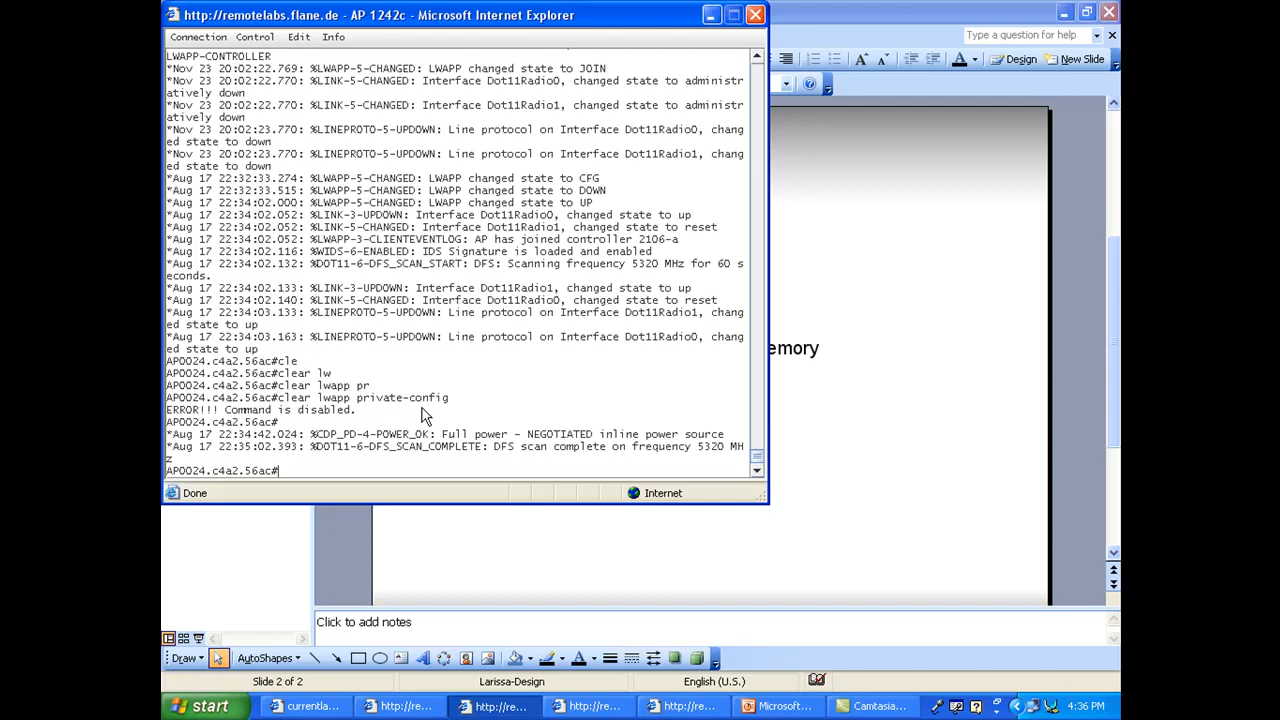 http://remotelabs.flane.de - AP 1242c - Microsoft Internet Explorer
Type a question for help
Connection Control Edit Info
Design New Slide
LWAPP-CONTROLLER
*Nov 23 20:02:22.769: %LWAPP-5-CHANGED: LWAPP changed state to JOIN
*Nov 23 20:02:22.770: %LINK-5-CHANGED: Interface Dot11Radio0, changed state to administr
atively down
*Nov 23 20:02:22.770: %LINK-5-CHANGED: Interface Dot11Radio1, changed state to administr
atively down
*Nov 23 20:02:23.770: %LINEPROTO-5-UPDOWN: Line protocol on Interface Dot11Radio0, chang
ed state to down
*Nov 23 20:02:23.770: %LINEPROTO-5-UPDOWN: Line protocol on Interface Dot11Radio1, chang
ed state to down
*Aug 17 22:32:33.274: %LWAPP-5-CHANGED: LWAPP changed state to CFG
*Aug 17 22:32:33.515: %LWAPP-5-CHANGED: LWAPP changed state to DOWN
*Aug 17 22:34:02.000: %LWAPP-5-CHANGED: LWAPP changed state to UP
*Aug 17 22:34:02.052: %LINK-3-UPDOWN: Interface Dot11Radio0, changed state to up
*Aug 17 22:34:02.052: %LINK-5-CHANGED: Interface Dot11Radio1, changed state to reset
*Aug 17 22:34:02.052: %LWAPP-3-CLIENTEVENTLOG: AP has joined controller 2106-a
*Aug 17 22:34:02.116: %WIDS-6-ENABLED: IDS Signature is loaded and enabled
*Aug 17 22:34:02.132: %DOT11-6-DFS_SCAN_START: DFS: Scanning frequency 5320 MHz for 60 s
econds.
*Aug 17 22:34:02.133: %LINK-3-UPDOWN: Interface Dot11Radio1, changed state to up
*Aug 17 22:34:02.140: %LINK-5-CHANGED: Interface Dot11Radio0, changed state to reset
*Aug 17 22:34:03.133: %LINEPROTO-5-UPDOWN: Line protocol on Interface Dot11Radio1, chang
ed state to up
*Aug 17 22:34:03.163: %LINEPROTO-5-UPDOWN: Line protocol on Interface Dot11Radio0, chang
ed state to up
AP0024.c4a2.56ac#cle
AP0024.c4a2.56ac#clear lw
AP0024.c4a2.56ac#clear lwapp pr
AP0024.c4a2.56ac#clear lwapp private-config
ERROR!!! Command is disabled.
AP0024.c4a2.56ac#
*Aug 17 22:34:42.024: %CDP_PD-4-POWER_OK: Full power - NEGOTIATED inline power source
*Aug 17 22:35:02.393: %DOT11-6-DFS_SCAN_COMPLETE: DFS scan complete on frequency 5320 MH
z
AP0024.c4a2.56ac#
emory
Done Internet
Click to add notes
Draw AutoShapes
Slide 2 of 2 Larissa-Design English (U.S.)
start currentla... http://re... http://re... http://re... http://re... Microsoft... Camtasia... 4:36 PM